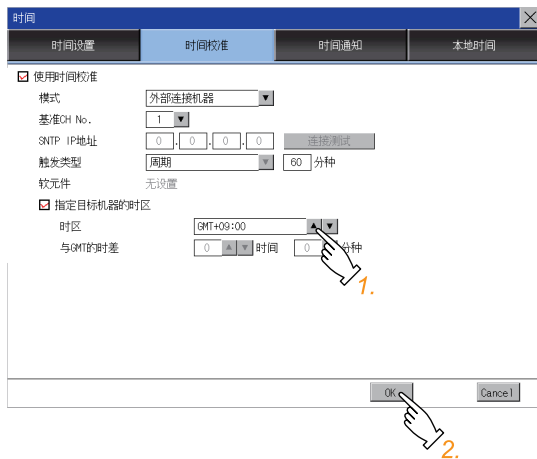 时间
时间设置 时间校准 时间通知 本地时间
使用时间校准
模式 外部连接机器
基准CH No. 1
SNTP IP地址 0 . 0 . 0 . 0 连接测试
触发类型 周期 60 分钟
软元件 无设置
指定目标机器的时区
时区 GMT+09:00
与GMT的时差 0 时间 0 分钟
1.
OK Cancel
2.